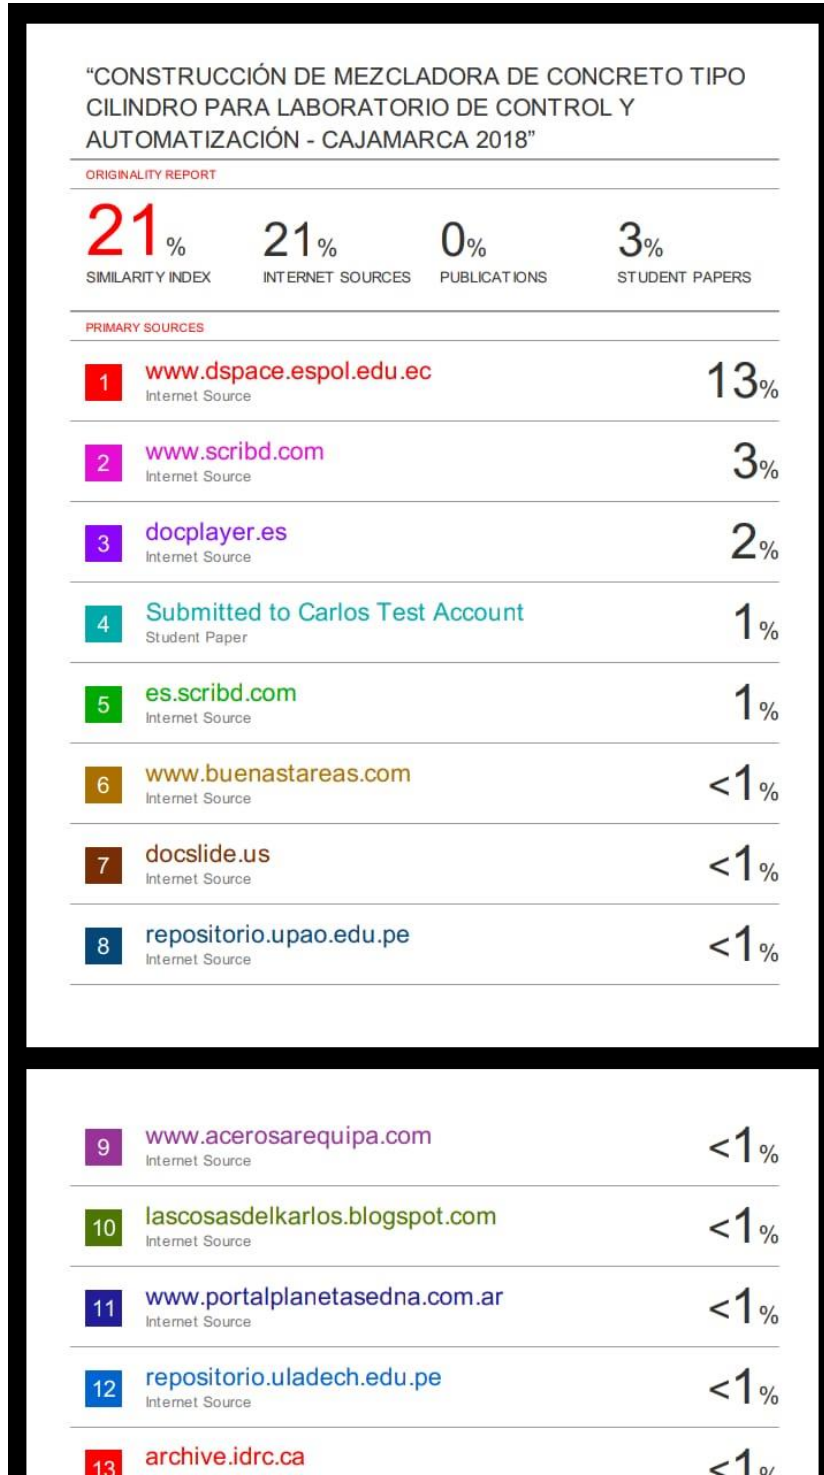 “CONSTRUCCIÓN DE MEZCLADORA DE CONCRETO TIPO
CILINDRO PARA LABORATORIO DE CONTROL Y
AUTOMATIZACIÓN - CAJAMARCA 2018”
ORIGINALITY REPORT
21% 21% 0% 3%
SIMILARITY INDEX INTERNET SOURCES PUBLICATIONS STUDENT PAPERS
PRIMARY SOURCES
1 www.dspace.espol.edu.ec 13%
Internet Source
2 www.scribd.com 3%
Internet Source
3 docplayer.es 2%
Internet Source
4 Submitted to Carlos Test Account 1%
Student Paper
5 es.scribd.com 1%
Internet Source
6 www.buenastareas.com <1%
Internet Source
7 docslide.us <1%
Internet Source
8 repositorio.upao.edu.pe <1%
Internet Source
9 www.acerosarequipa.com <1%
Internet Source
10 lascosasdelkarlos.blogspot.com <1%
Internet Source
11 www.portalplanetasedna.com.ar <1%
Internet Source
12 repositorio.uladech.edu.pe <1%
Internet Source
13 archive.idrc.ca <1%